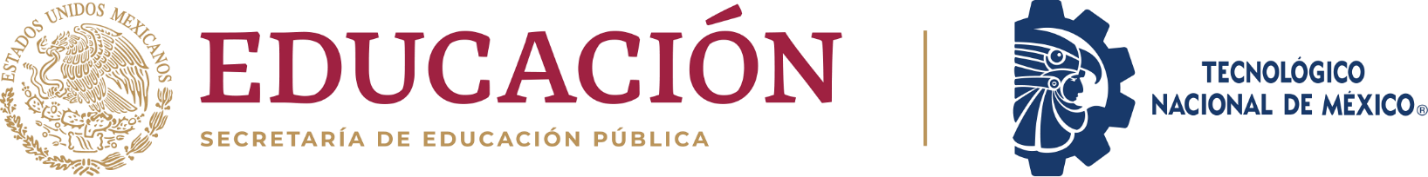 ESTADOS UNIDOS MEXICANOS
EDUCACIÓN
SECRETARÍA DE EDUCACIÓN PÚBLICA
TECNOLÓGICO
NACIONAL DE MÉXICO®